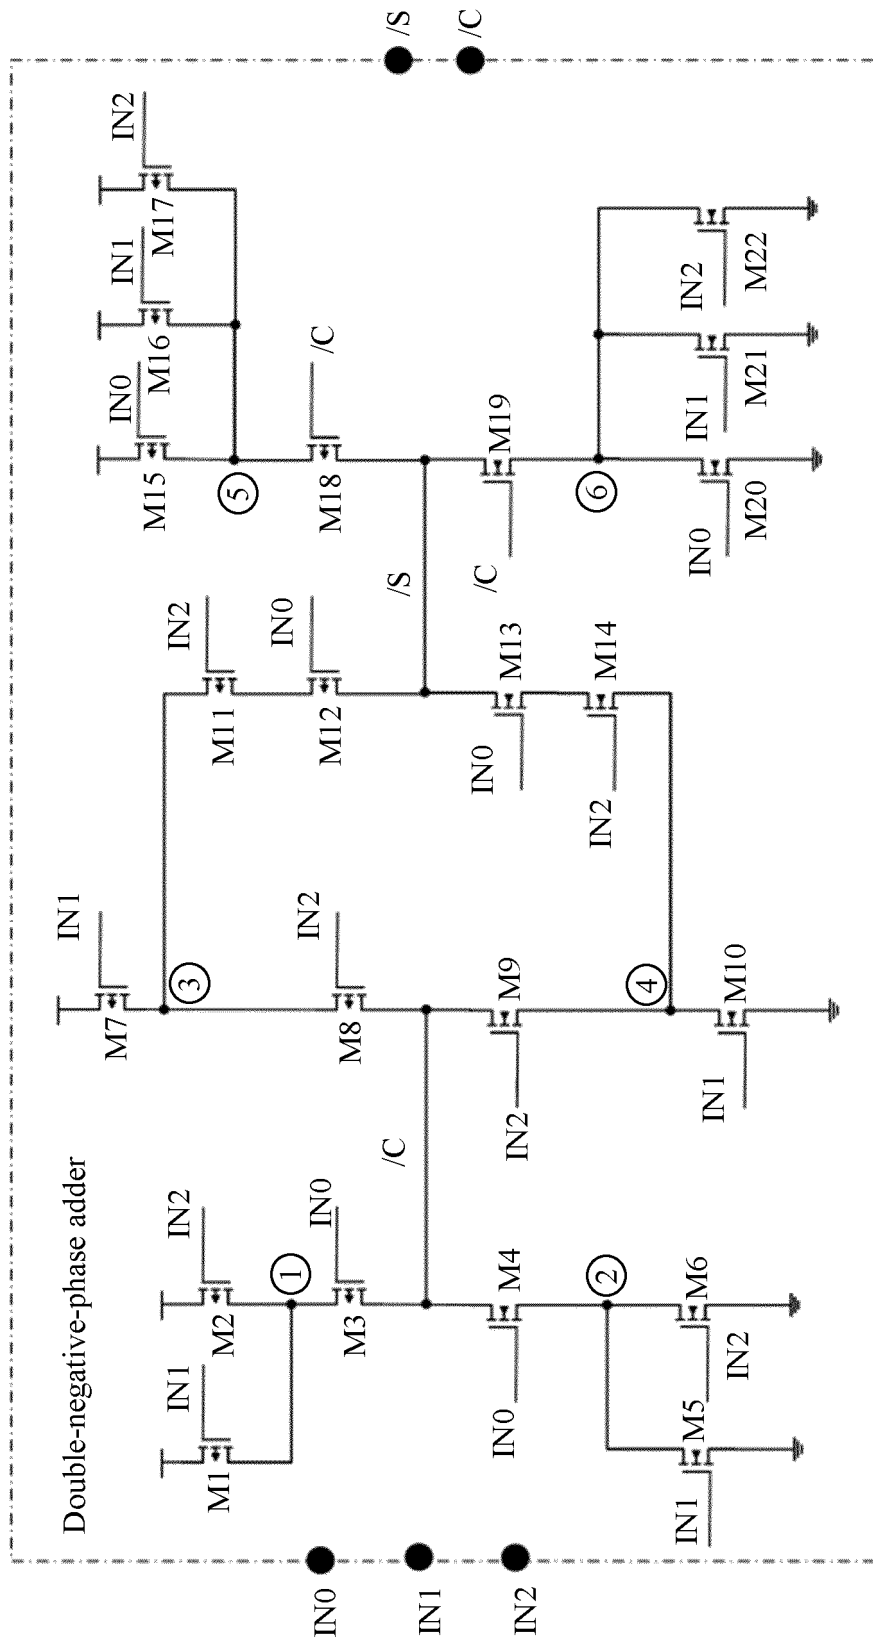 Double-negative-phase adder
IN0
IN1
IN2
/S
/C
M1
IN1
M2
IN2
①
M3
IN0
/C
IN0
M4
②
IN1
M5
M6
IN2
M7
IN1
③
M8
IN2
IN2
M9
④
IN1
M10
M11
IN2
M12
IN0
/S
IN0
M13
IN2
M14
M15
IN0
M16
IN1
M17
IN2
⑤
M18
/C
/C
M19
⑥
IN0
M20
IN1
M21
IN2
M22